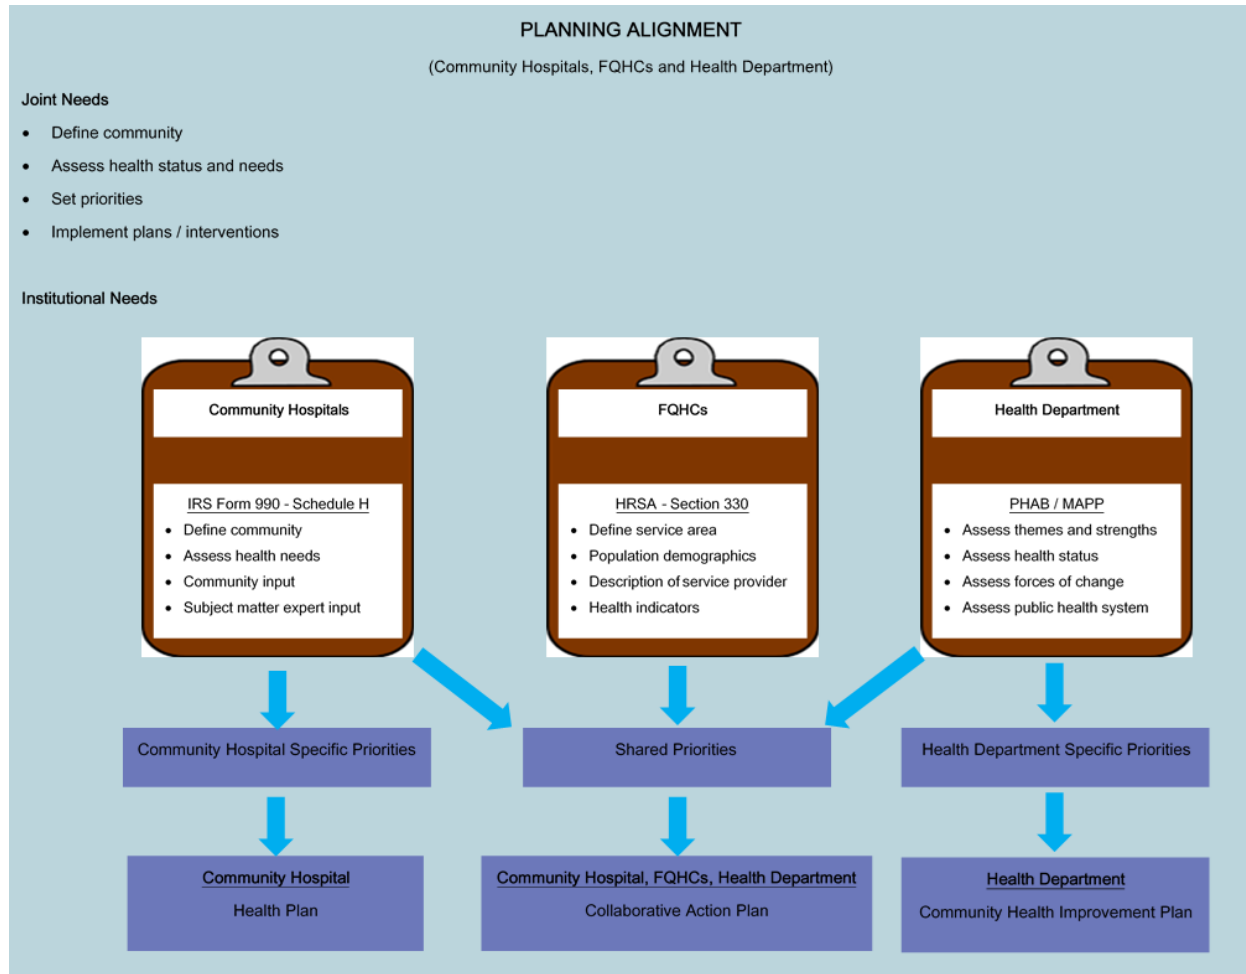 PLANNING ALIGNMENT
(Community Hospitals, FQHCs and Health Department)
Joint Needs
• Define community
• Assess health status and needs
• Set priorities
• Implement plans / interventions
Institutional Needs
Community Hospitals
IRS Form 990 - Schedule H
• Define community
• Assess health needs
• Community input
• Subject matter expert input
FQHCs
HRSA - Section 330
• Define service area
• Population demographics
• Description of service provider
• Health indicators
Health Department
PHAB / MAPP
• Assess themes and strengths
• Assess health status
• Assess forces of change
• Assess public health system
Community Hospital Specific Priorities
Shared Priorities
Health Department Specific Priorities
Community Hospital
Health Plan
Community Hospital, FQHCs, Health Department
Collaborative Action Plan
Health Department
Community Health Improvement Plan